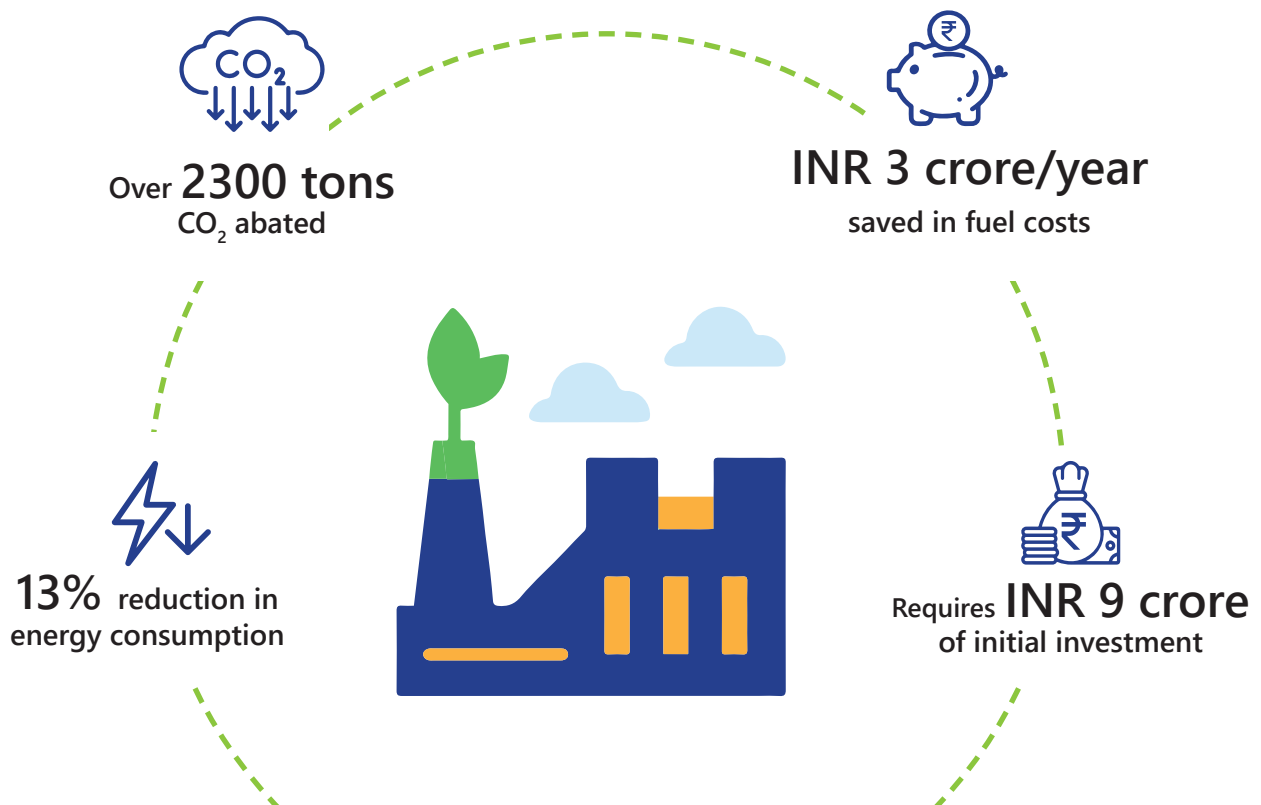 CO₂
₹
Over 2300 tons
CO₂ abated
INR 3 crore/year
saved in fuel costs
13% reduction in
energy consumption
₹
Requires INR 9 crore
of initial investment